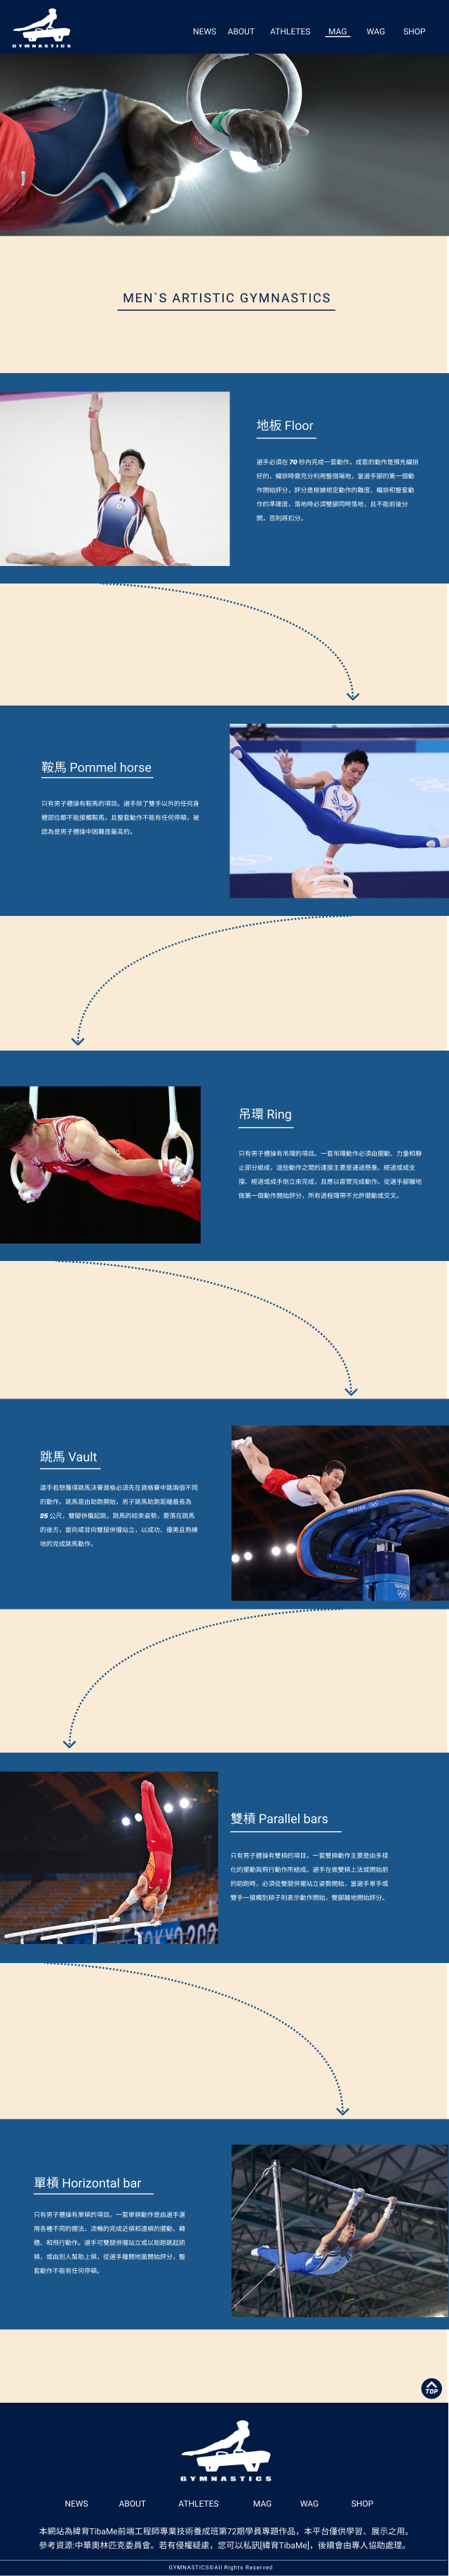 GYMNASTICS
NEWS ABOUT ATHLETES MAG WAG SHOP
MEN`S ARTISTIC GYMNASTICS
地板 Floor
選手必須在 70 秒內完成一套動作，成套的動作是預先編排
好的，編排時需充分利用整個場地，當選手腳的第一個動
作開始評分，評分是根據規定動作的難度、編排和整套動
作的準確度，落地時必須雙腳同時落地，且不能前後分
開，否則將扣分。
鞍馬 Pommel horse
只有男子體操有鞍馬的項目。選手除了雙手以外的任何身
體部位都不能接觸鞍馬，且整套動作不能有任何停頓，被
認為是男子體操中困難度最高的。
吊環 Ring
只有男子體操有吊環的項目。一套吊環動作必須由擺動、力量和靜
止部分組成，這些動作之間的連接主要是通過懸垂、經過或成支
撐、經過或成手倒立來完成，且應以直臂完成動作。從選手腳離地
做第一個動作開始評分，所有過程環帶不允許擺動或交叉。
跳馬 Vault
選手若想獲得跳馬決賽資格必須先在資格賽中跳兩個不同
的動作。跳馬是由助跑開始，男子跳馬助跑距離最長為
25 公尺，雙腳併攏起跳，跳馬的結束姿勢，要落在跳馬
的後方，面向或背向雙腿併攏站立，以成功、優美且熟練
地的完成跳馬動作。
TOKYO 2020
雙槓 Parallel bars
只有男子體操有雙槓的項目。一套雙槓動作主要是由多樣
化的擺動與飛行動作所組成。選手在做雙槓上法或開始前
的助跑時，必須從雙腿併攏站立姿勢開始，當選手單手或
雙手一接觸到槓子則表示動作開始，雙腳離地開始評分。
單槓 Horizontal bar
只有男子體操有單槓的項目。一套單槓動作是由選手運
用各種不同的握法，流暢的完成近槓和遠槓的擺動、轉
體、和飛行動作。選手可雙腿併攏站立或以助跑跳起抓
槓，或由別人幫助上槓，從選手離開地面開始評分，整
套動作不能有任何停頓。
TOP
GYMNASTICS
NEWS ABOUT ATHLETES MAG WAG SHOP
本網站為緯育TibaMe前端工程師專業技術養成班第72期學員專題作品，本平台僅供學習、展示之用。
參考資源:中華奧林匹克委員會。若有侵權疑慮，您可以私訊[緯育TibaMe]，後續會由專人協助處理。
GYMNASTICS©All Rights Reserved